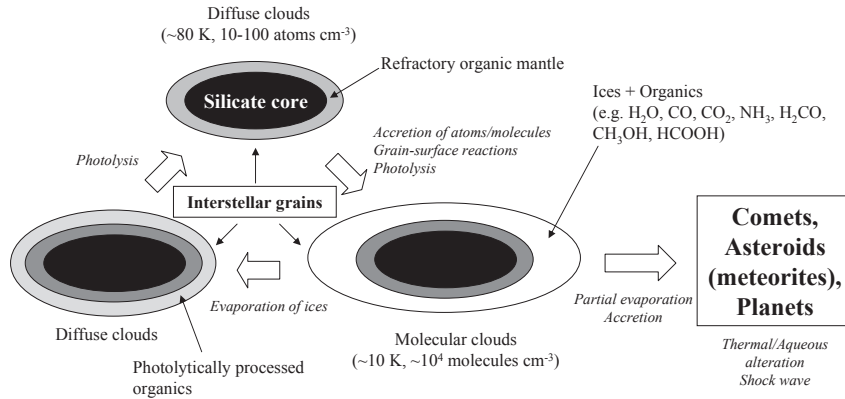 Diffuse clouds
(~80 K, 10-100 atoms cm-3)
Refractory organic mantle
Silicate core
Ices + Organics
(e.g. H2O, CO, CO2, NH3, H2CO,
CH3OH, HCOOH)
Photolysis
Accretion of atoms/molecules
Grain-surface reactions
Photolysis
Interstellar grains
Comets,
Asteroids
(meteorites),
Planets
Evaporation of ices
Partial evaporation
Accretion
Diffuse clouds
Molecular clouds
(~10 K, ~10⁴ molecules cm-3)
Thermal/Aqueous
alteration
Shock wave
Photolytically processed
organics